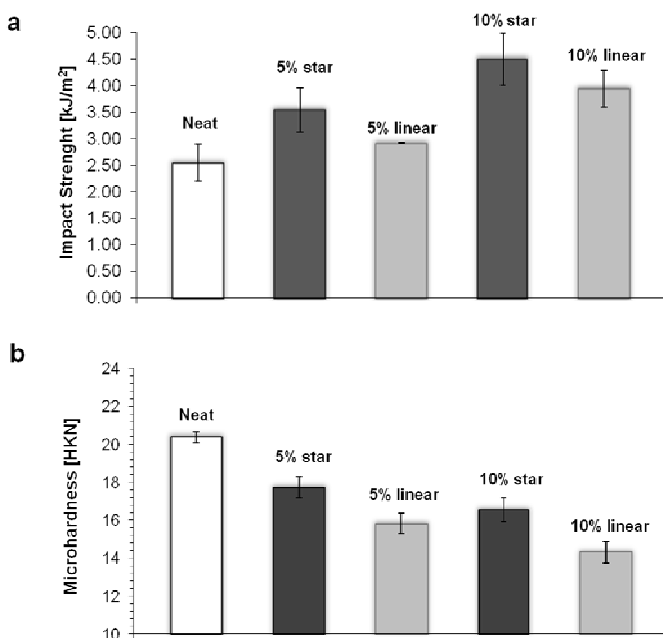 a
Impact Strenght [kJ/m²]
5.00
4.50
4.00
3.50
3.00
2.50
2.00
1.50
1.00
0.50
0.00
Neat
5% star
5% linear
10% star
10% linear
b
Microhardness [HKN]
24
22
20
18
16
14
12
10
Neat
5% star
5% linear
10% star
10% linear